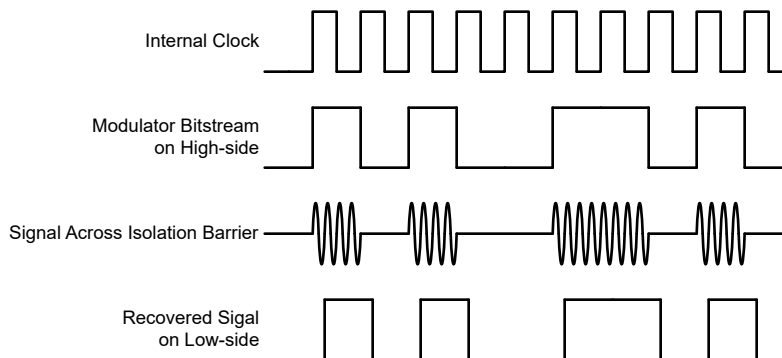 Internal Clock
Modulator Bitstream
on High-side
Signal Across Isolation Barrier
Recovered Sigal
on Low-side